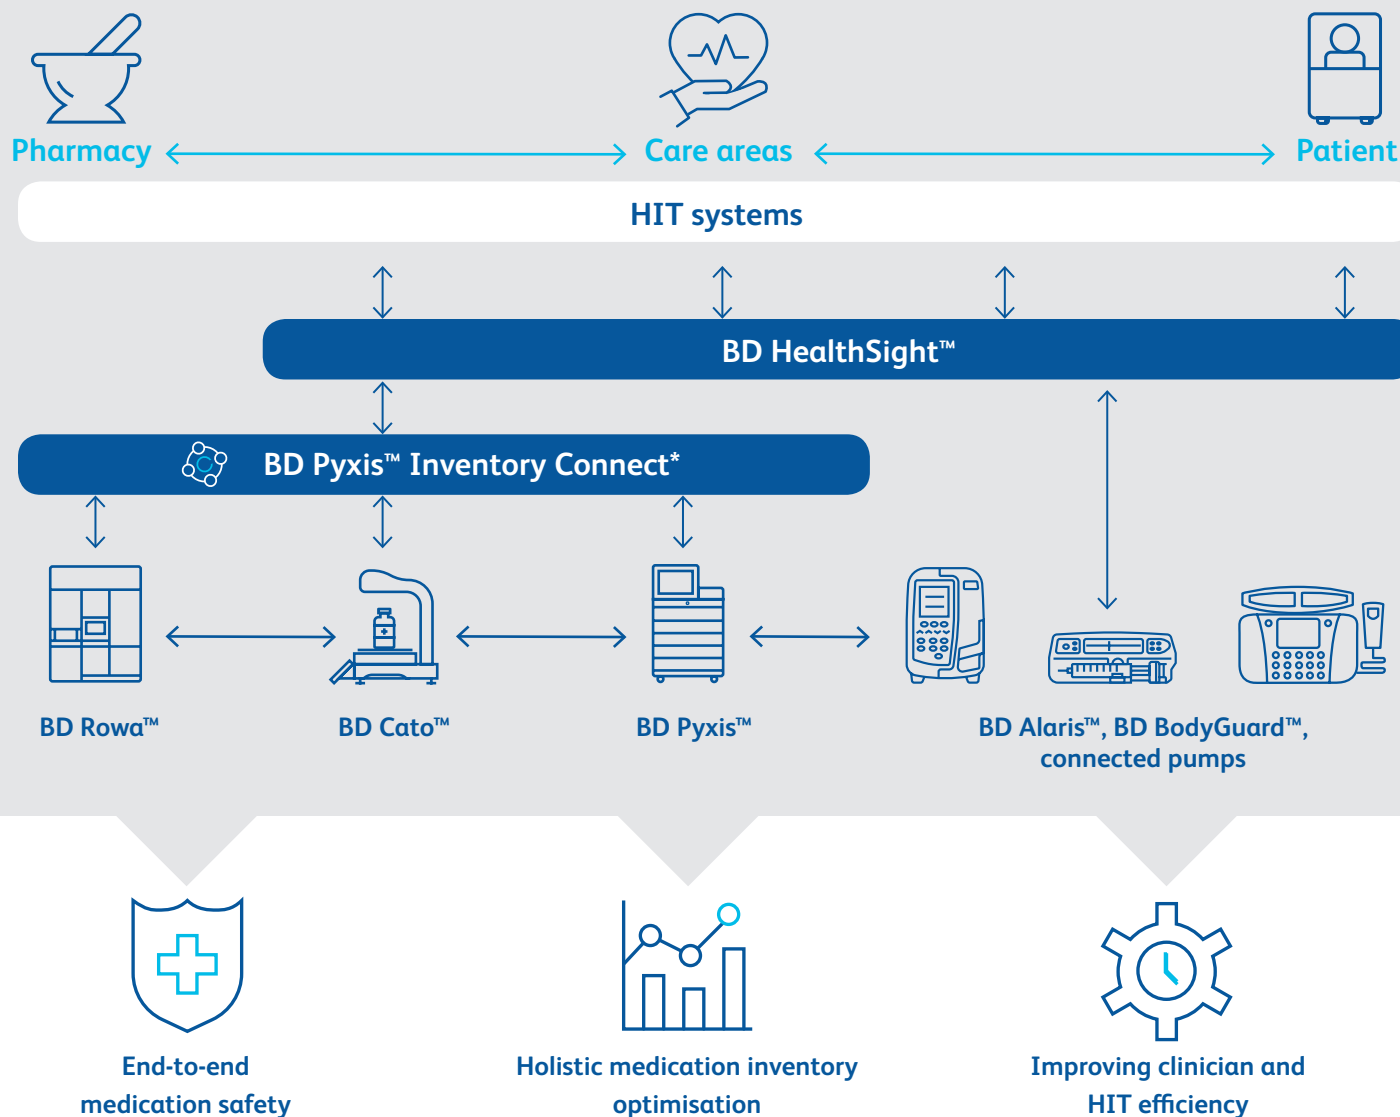 Pharmacy
Care areas
Patient
HIT systems
BD HealthSight™
BD Pyxis™ Inventory Connect*
BD Rowa™
BD Cato™
BD Pyxis™
BD Alaris™, BD BodyGuard™,
connected pumps
End-to-end
medication safety
Holistic medication inventory
optimisation
Improving clinician and
HIT efficiency